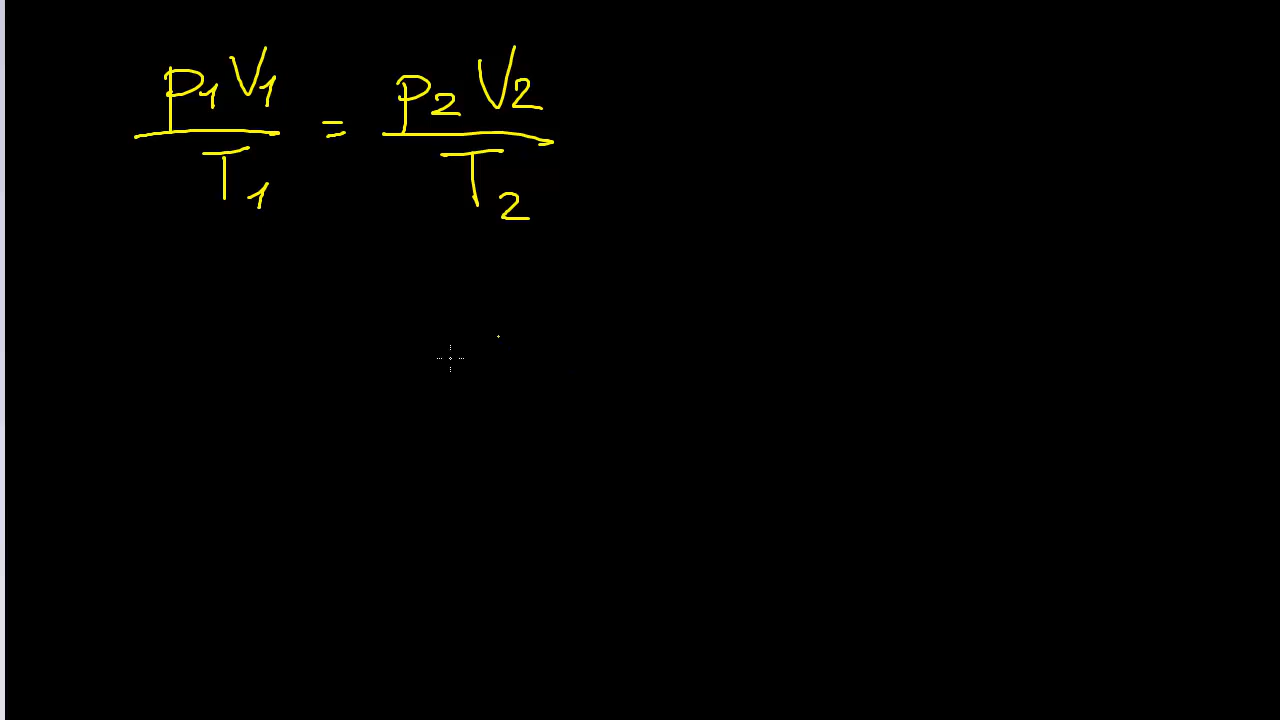 p₁V₁ / T₁ = p₂V₂ / T₂